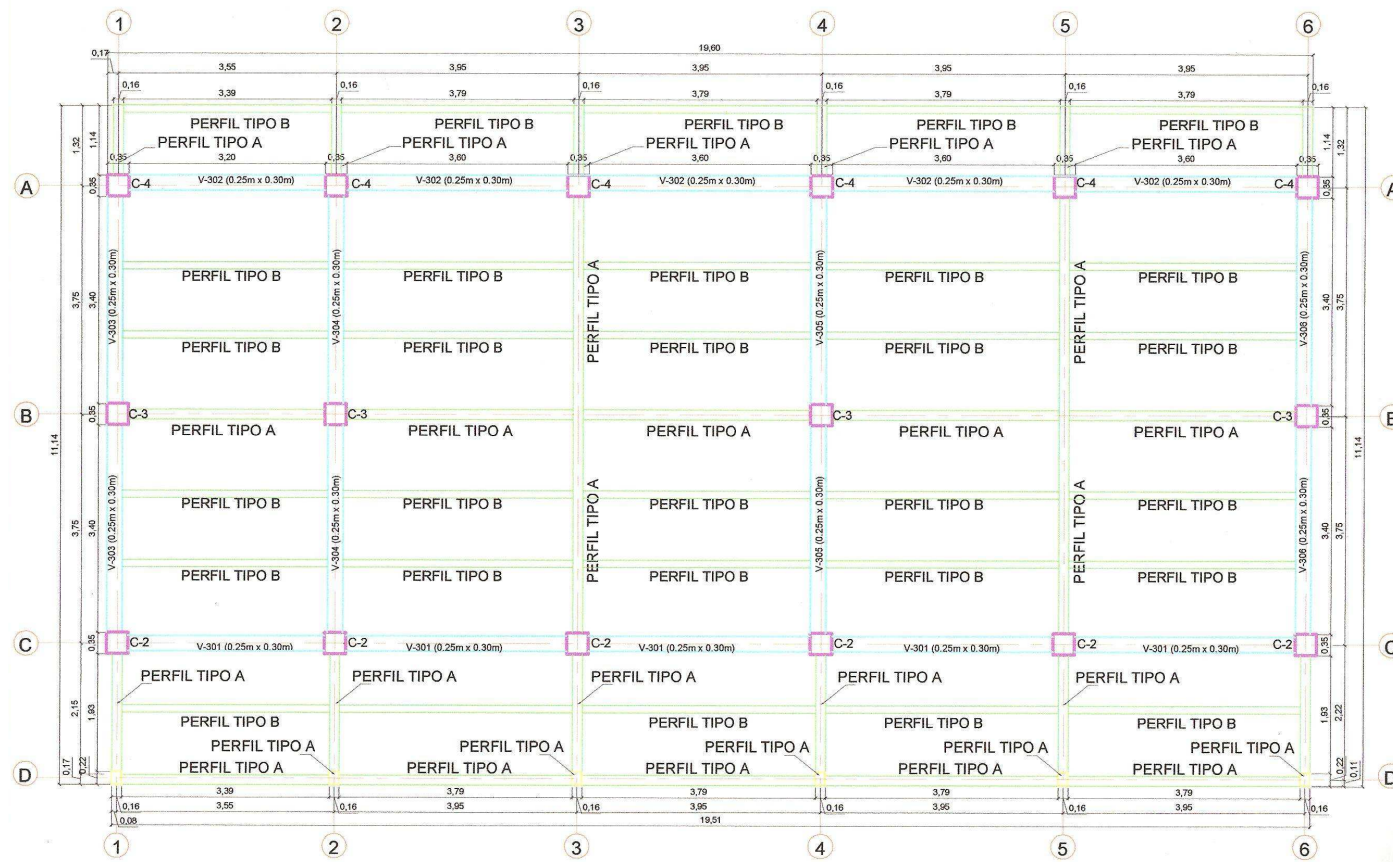 1 2 3 4 5 6
19,60
0,17
3,55 3,95 3,95 3,95 3,95
0,16 0,16 0,16 0,16 0,16 0,16
3,39 3,79 3,79 3,79 3,79
PERFIL TIPO B PERFIL TIPO B PERFIL TIPO B PERFIL TIPO B PERFIL TIPO B
1,32 1,14 1,14 1,32
PERFIL TIPO A PERFIL TIPO A PERFIL TIPO A PERFIL TIPO A PERFIL TIPO A
0,35 3,20 0,35 3,60 0,35 3,60 0,35 3,60 0,35 3,60 0,35
A 0,35 C-4 V-302 (0.25m x 0.30m) C-4 V-302 (0.25m x 0.30m) C-4 V-302 (0.25m x 0.30m) C-4 V-302 (0.25m x 0.30m) C-4 V-302 (0.25m x 0.30m) C-4 0,35 A
PERFIL TIPO B PERFIL TIPO B PERFIL TIPO B PERFIL TIPO B PERFIL TIPO B
3,75 3,40 V-303 (0.25m x 0.30m) V-304 (0.25m x 0.30m) PERFIL TIPO A V-305 (0.25m x 0.30m) PERFIL TIPO A V-306 (0.25m x 0.30m) 3,40 3,75
PERFIL TIPO B PERFIL TIPO B PERFIL TIPO B PERFIL TIPO B PERFIL TIPO B
B 0,35 C-3 C-3 C-3 C-3 0,35 B
PERFIL TIPO A PERFIL TIPO A PERFIL TIPO A PERFIL TIPO A PERFIL TIPO A
11,14 11,14
PERFIL TIPO B PERFIL TIPO B PERFIL TIPO B PERFIL TIPO B PERFIL TIPO B
3,75 3,40 V-303 (0.25m x 0.30m) V-304 (0.25m x 0.30m) PERFIL TIPO A V-305 (0.25m x 0.30m) PERFIL TIPO A V-306 (0.25m x 0.30m) 3,40 3,75
PERFIL TIPO B PERFIL TIPO B PERFIL TIPO B PERFIL TIPO B PERFIL TIPO B
C 0,35 C-2 V-301 (0.25m x 0.30m) C-2 V-301 (0.25m x 0.30m) C-2 V-301 (0.25m x 0.30m) C-2 V-301 (0.25m x 0.30m) C-2 V-301 (0.25m x 0.30m) C-2 0,35 C
PERFIL TIPO A PERFIL TIPO A PERFIL TIPO A PERFIL TIPO A PERFIL TIPO A
2,15 1,93 1,93 2,22
PERFIL TIPO B PERFIL TIPO B PERFIL TIPO B PERFIL TIPO B
PERFIL TIPO A PERFIL TIPO A PERFIL TIPO A PERFIL TIPO A PERFIL TIPO A
D 0,17 0,22 PERFIL TIPO A PERFIL TIPO A PERFIL TIPO A PERFIL TIPO A PERFIL TIPO A 0,22 0,11 D
3,39 3,79 3,79 3,79 3,79
0,16 0,16 0,16 0,16 0,16 0,16
3,55 3,95 3,95 3,95 3,95
0,08 19,51
1 2 3 4 5 6